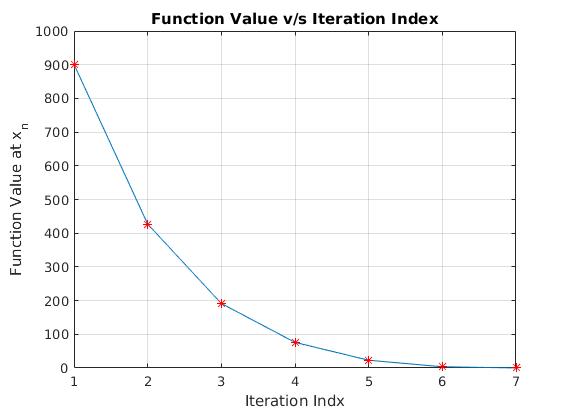 Function Value v/s Iteration Index
1000
900
800
700
600
500
400
300
200
100
0
Function Value at x_n
1 2 3 4 5 6 7
Iteration Indx